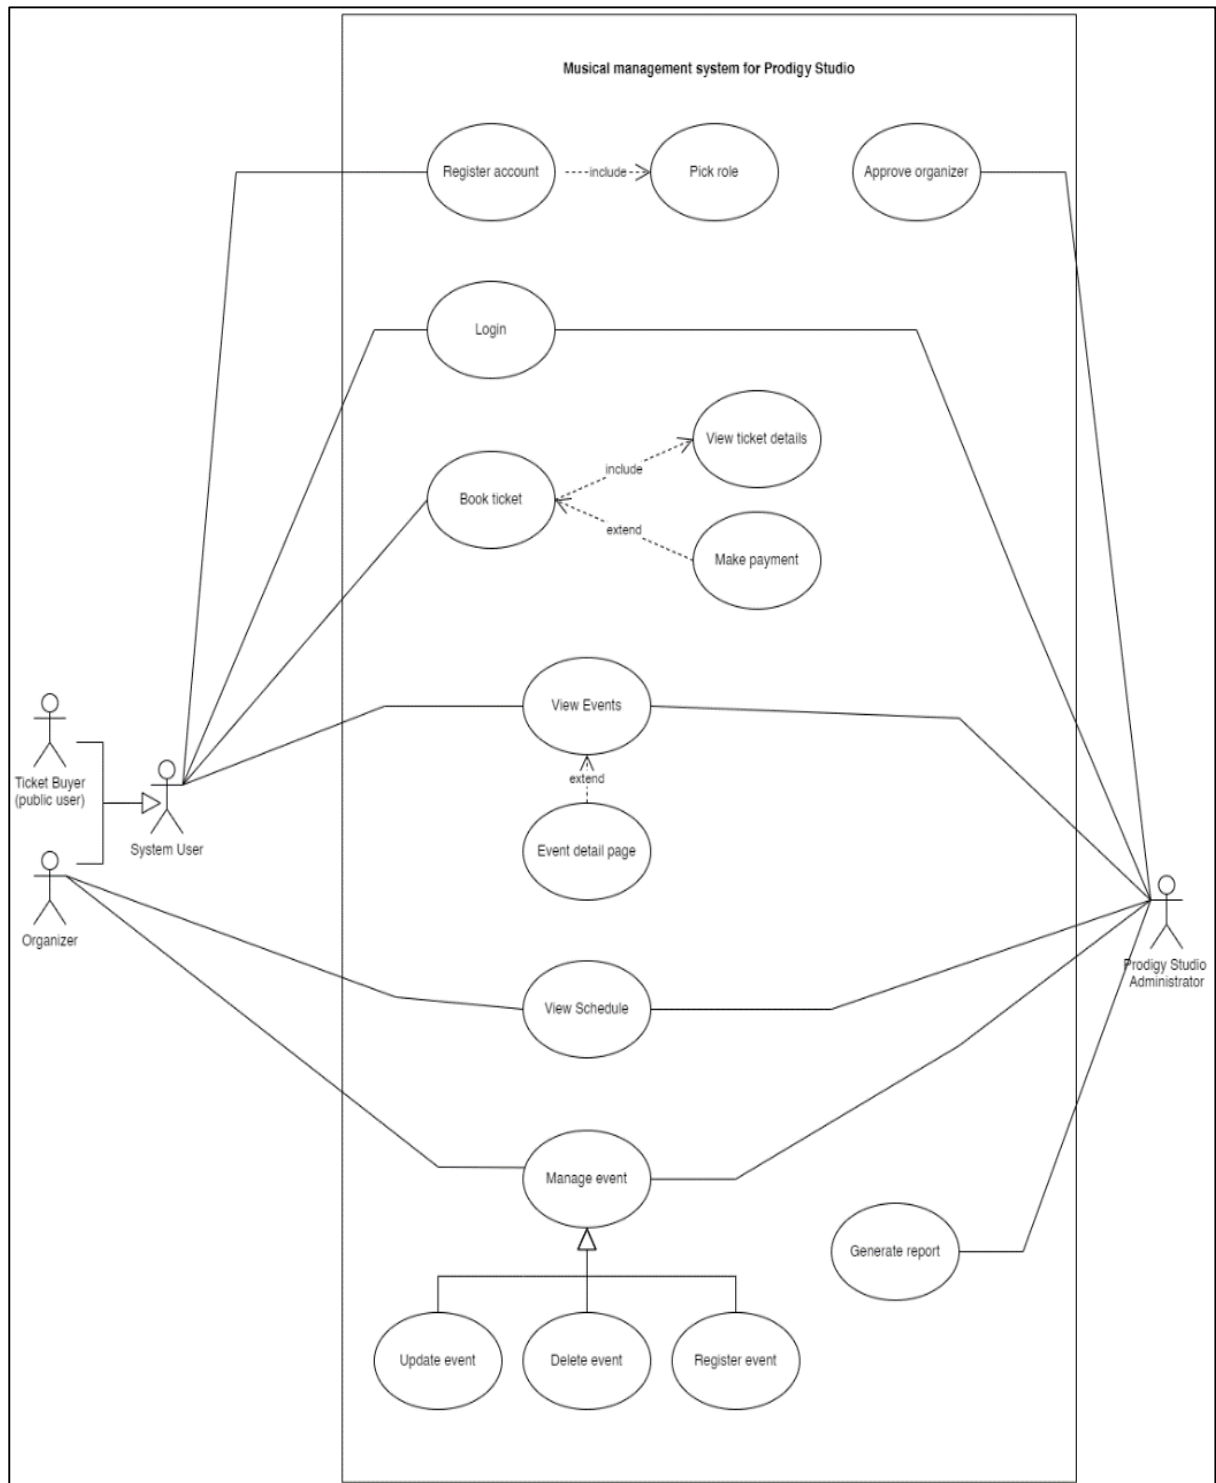 Musical management system for Prodigy Studio
Register account
include
Pick role
Approve organizer
Login
View ticket details
include
Book ticket
extend
Make payment
View Events
extend
Event detail page
Ticket Buyer
(public user)
System User
Organizer
Prodigy Studio
Administrator
View Schedule
Manage event
Generate report
Update event
Delete event
Register event